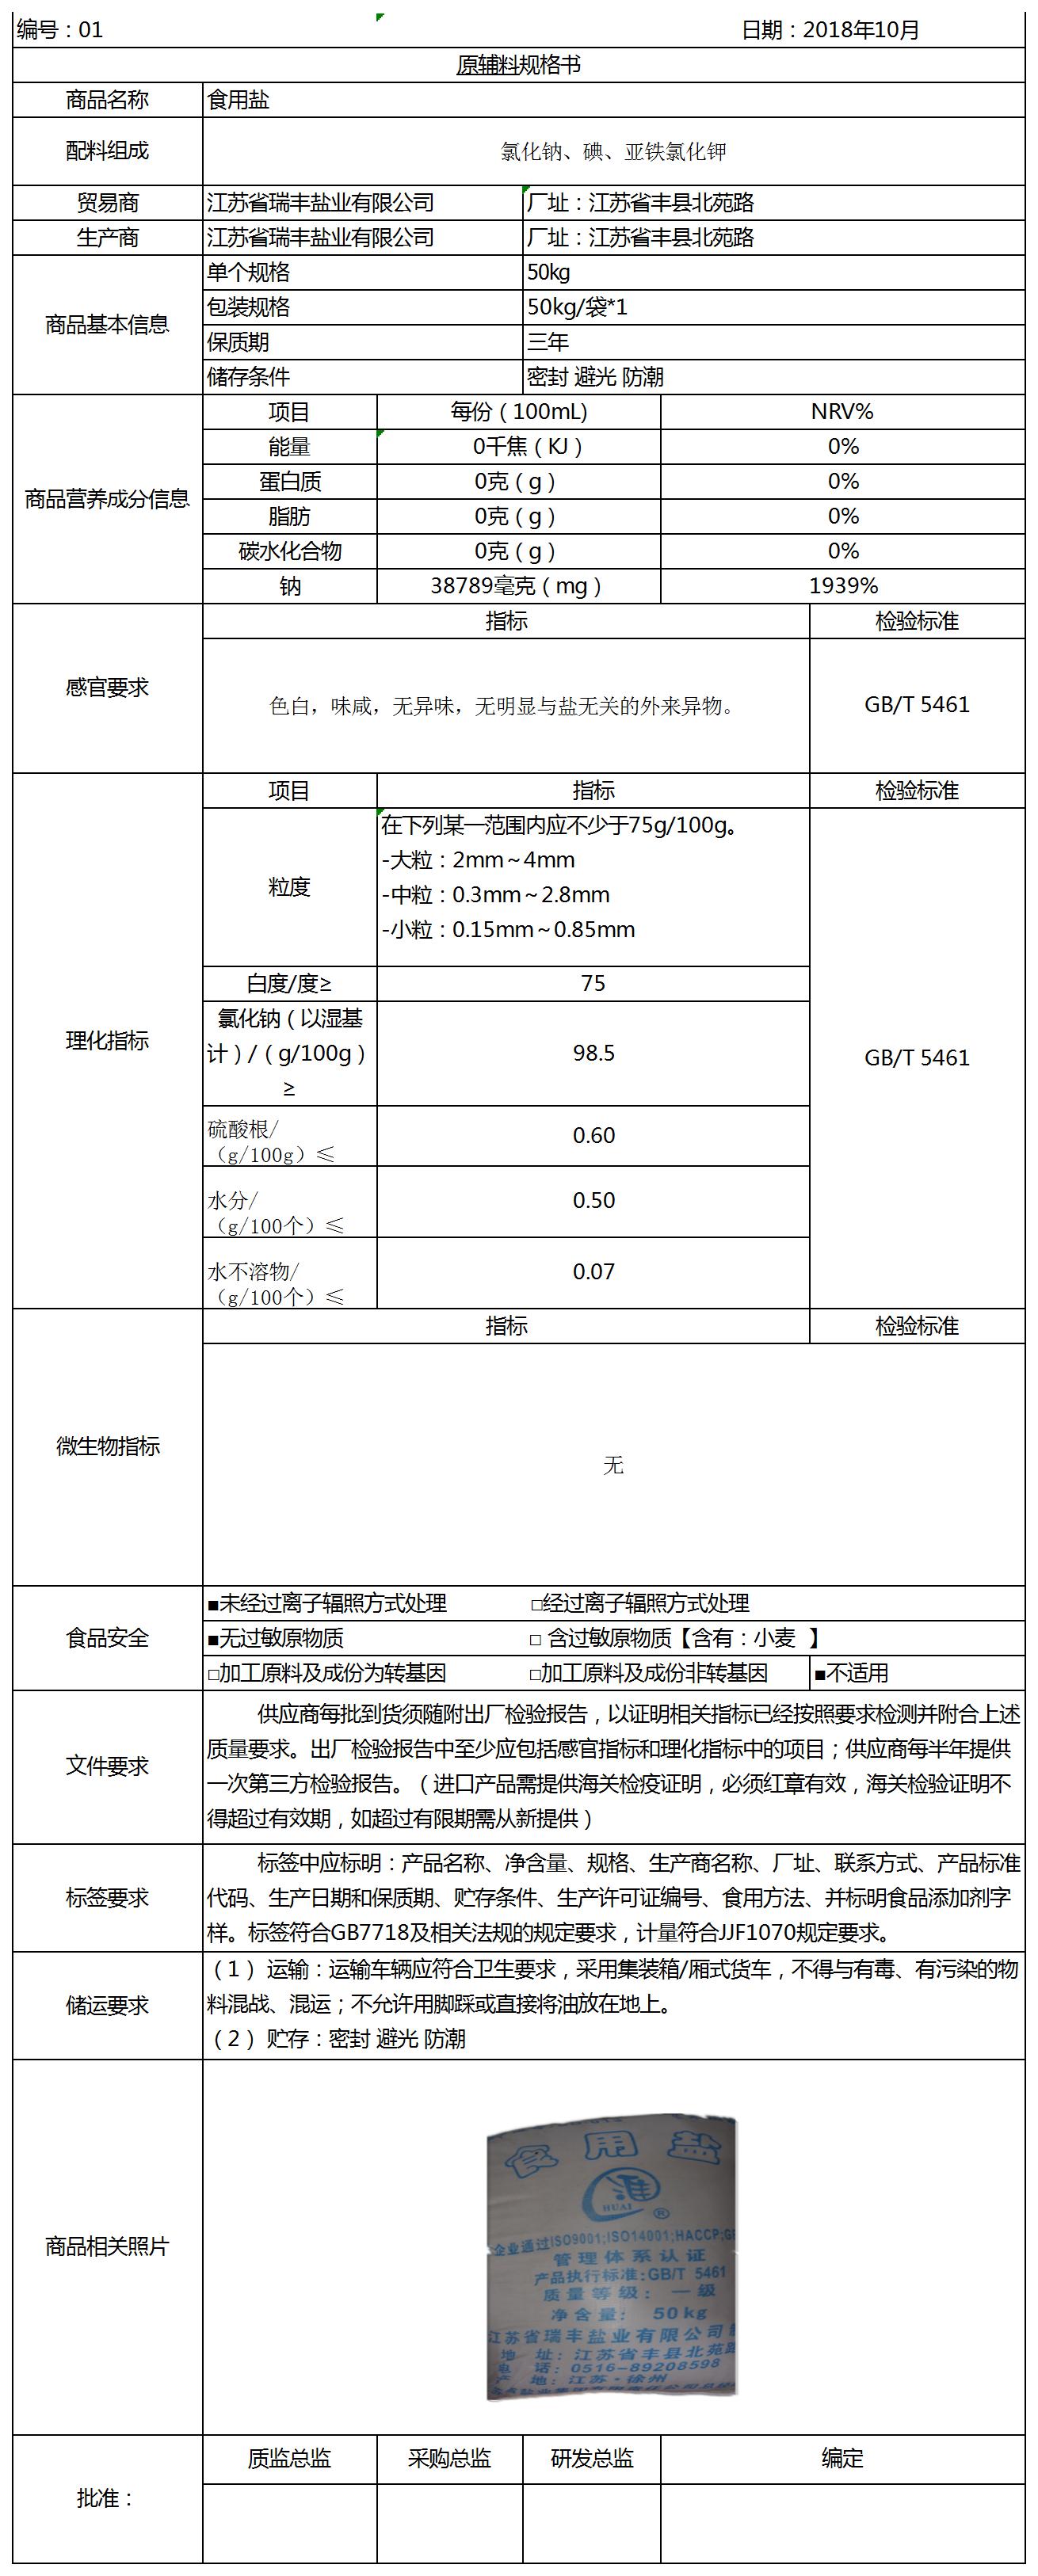 编号：01 日期：2018年10月
原辅料规格书
商品名称 食用盐
配料组成 氯化钠、碘、亚铁氯化钾
贸易商 江苏省瑞丰盐业有限公司 厂址：江苏省丰县北苑路
生产商 江苏省瑞丰盐业有限公司 厂址：江苏省丰县北苑路
商品基本信息
单个规格 50kg
包装规格 50kg/袋*1
保质期 三年
储存条件 密封 避光 防潮
商品营养成分信息
项目 每份（100mL） NRV%
能量 0千焦（KJ） 0%
蛋白质 0克（g） 0%
脂肪 0克（g） 0%
碳水化合物 0克（g） 0%
钠 38789毫克（mg） 1939%
感官要求
指标 检验标准
色白，味咸，无异味，无明显与盐无关的外来异物。 GB/T 5461
理化指标
项目 指标 检验标准
粒度
在下列某一范围内应不少于75g/100g。
-大粒：2mm～4mm
-中粒：0.3mm～2.8mm
-小粒：0.15mm～0.85mm
白度/度≥ 75
氯化钠（以湿基
计）/（g/100g）
≥
98.5
GB/T 5461
硫酸根/
（g/100g）≤
0.60
水分/
（g/100个）≤
0.50
水不溶物/
（g/100个）≤
0.07
微生物指标
指标 检验标准
无
食品安全
■未经过离子辐照方式处理 □经过离子辐照方式处理
■无过敏原物质 □ 含过敏原物质【含有：小麦 】
□加工原料及成份为转基因 □加工原料及成份非转基因 ■不适用
文件要求
供应商每批到货须随附出厂检验报告，以证明相关指标已经按照要求检测并附合上述
质量要求。出厂检验报告中至少应包括感官指标和理化指标中的项目；供应商每半年提供
一次第三方检验报告。（进口产品需提供海关检疫证明，必须红章有效，海关检验证明不
得超过有效期，如超过有限期需从新提供）
标签要求
标签中应标明：产品名称、净含量、规格、生产商名称、厂址、联系方式、产品标准
代码、生产日期和保质期、贮存条件、生产许可证编号、食用方法、并标明食品添加剂字
样。标签符合GB7718及相关法规的规定要求，计量符合JJF1070规定要求。
储运要求
（1） 运输：运输车辆应符合卫生要求，采用集装箱/厢式货车，不得与有毒、有污染的物
料混战、混运；不允许用脚踩或直接将油放在地上。
（2） 贮存：密封 避光 防潮
商品相关照片
食用盐
淮
HUAI
®
企业通过ISO9001;ISO14001;HACCP;
管理体系认证
产品执行标准:GB/T 5461
质量等级： 一级
净含量： 50kg
江苏省瑞丰盐业有限公司
地 址：江苏省丰县北苑路
电 话：0516-89208598
产 地：江苏·徐州
批准：
质监总监 采购总监 研发总监 编定